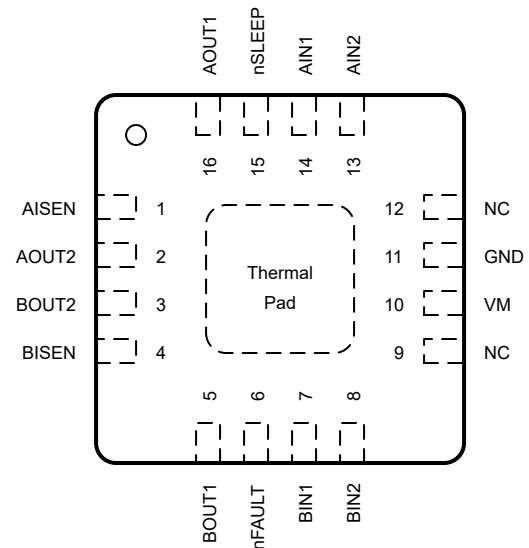 AOUT1
nSLEEP
AIN1
AIN2
16
15
14
13
AISEN 1
12 NC
AOUT2 2
11 GND
BOUT2 3
10 VM
BISEN 4
9 NC
Thermal
Pad
5
6
7
8
BOUT1
nFAULT
BIN1
BIN2